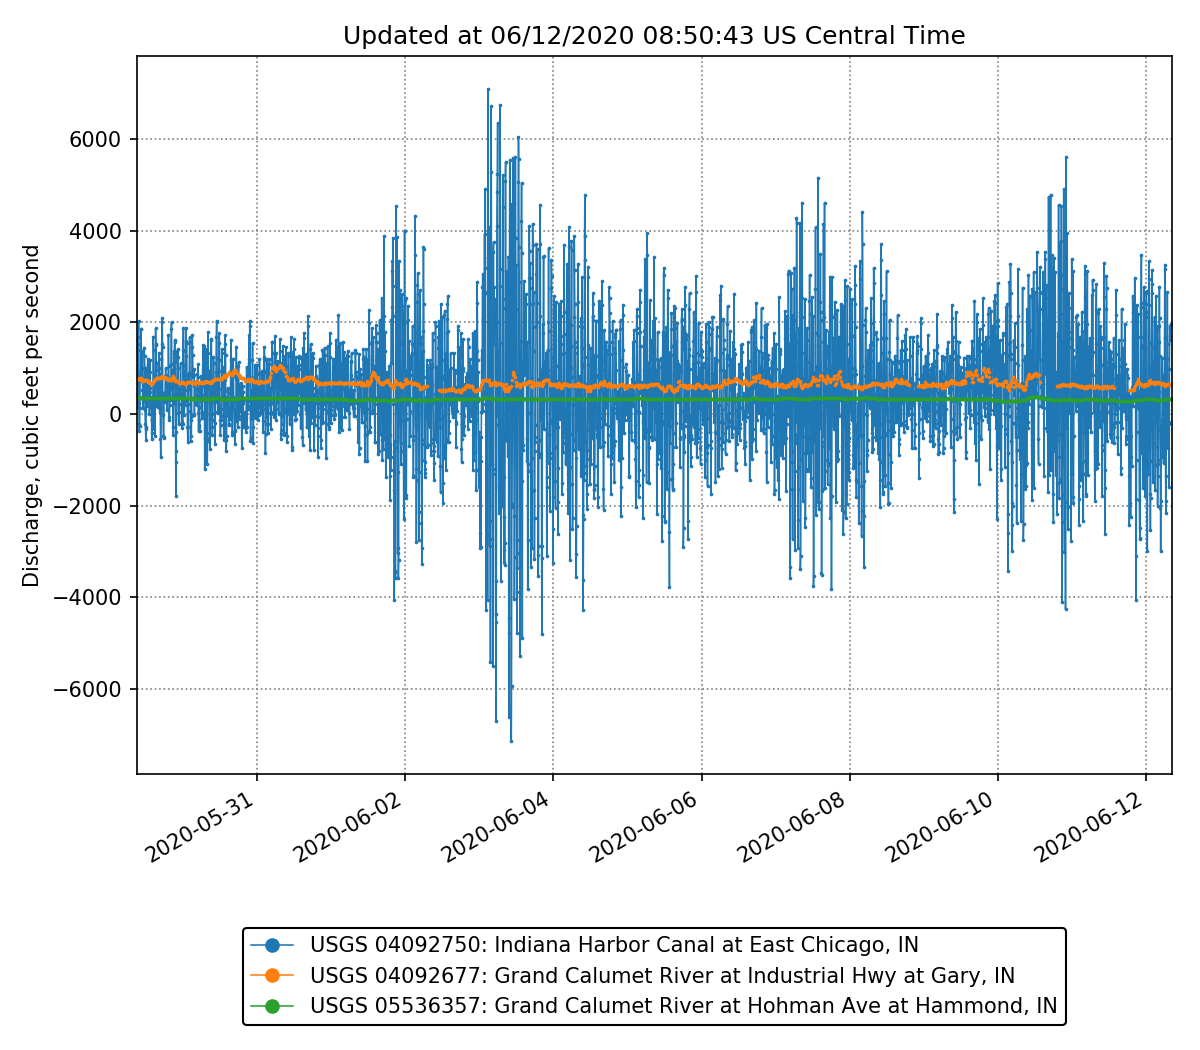 Updated at 06/12/2020 08:50:43 US Central Time
Discharge, cubic feet per second
6000
4000
2000
0
−2000
−4000
−6000
2020-05-31
2020-06-02
2020-06-04
2020-06-06
2020-06-08
2020-06-10
2020-06-12
USGS 04092750: Indiana Harbor Canal at East Chicago, IN
USGS 04092677: Grand Calumet River at Industrial Hwy at Gary, IN
USGS 05536357: Grand Calumet River at Hohman Ave at Hammond, IN